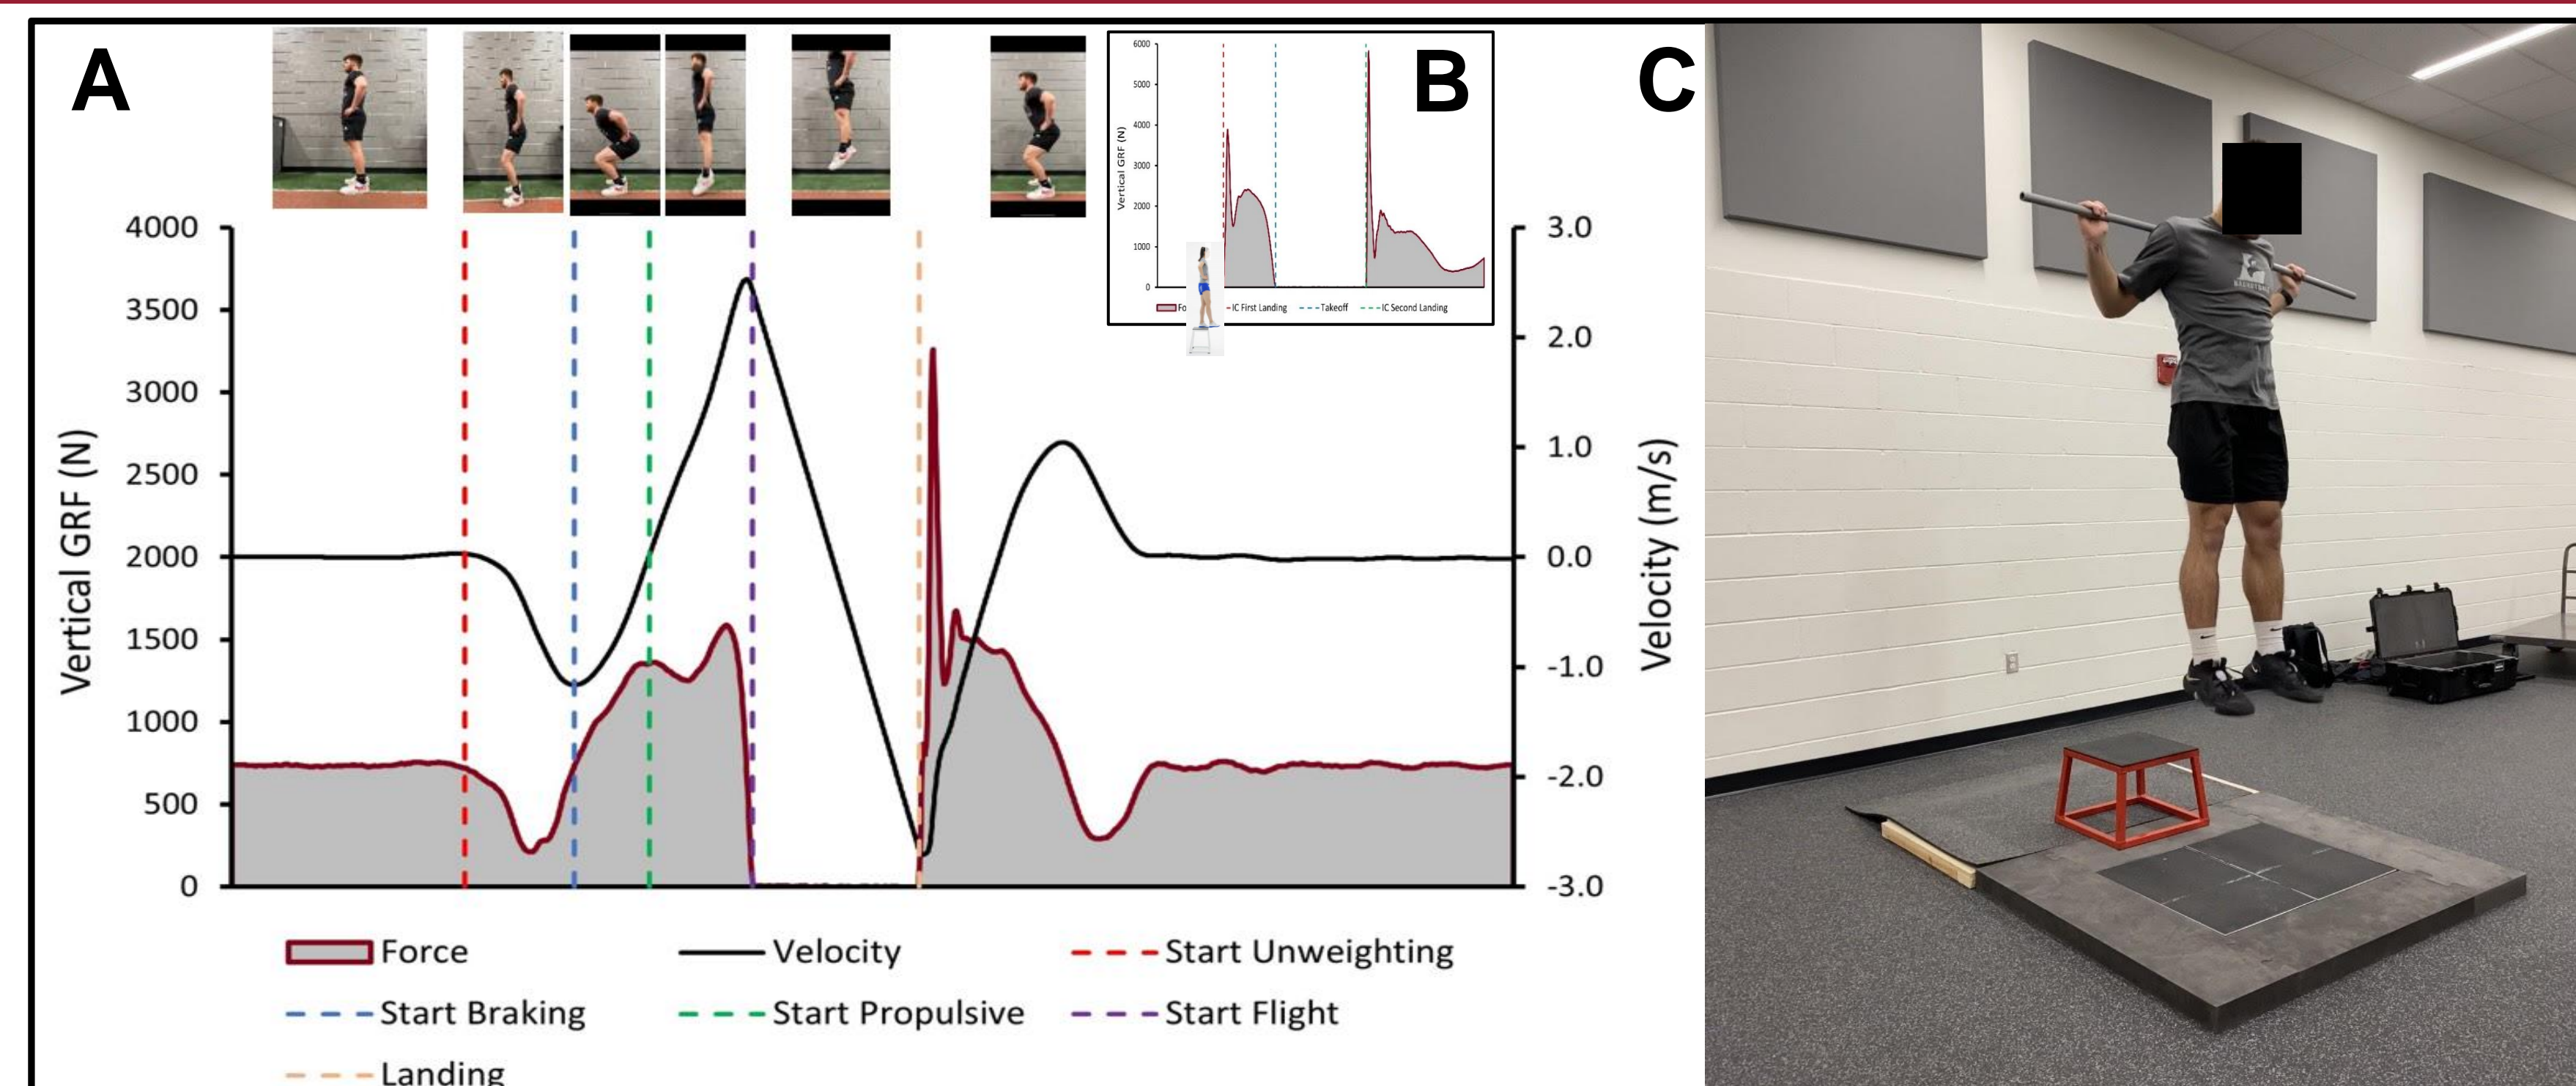 A
B
C
6000
5000
4000
3000
2000
1000
0
Vertical GRF (N)
IC First Landing
Takeoff
IC Second Landing
4000
3500
3000
2500
2000
1500
1000
500
0
Vertical GRF (N)
3.0
2.0
1.0
0.0
-1.0
-2.0
-3.0
Velocity (m/s)
Force Velocity Start Unweighting
Start Braking Start Propulsive Start Flight
Landing
L